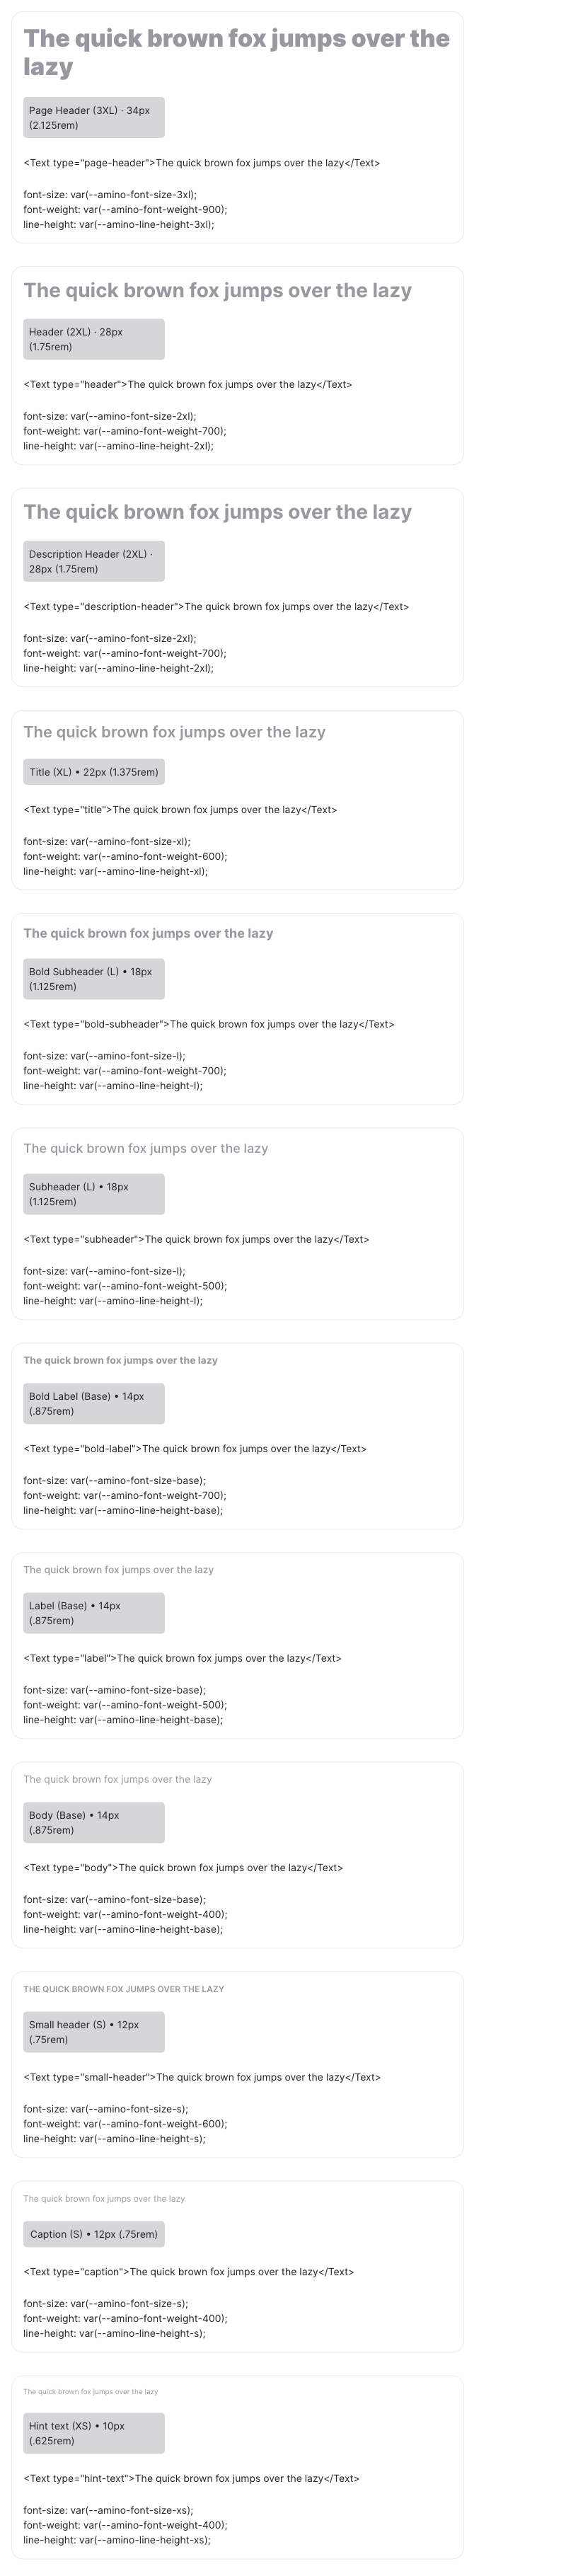 The quick brown fox jumps over the
lazy
Page Header (3XL) · 34px
(2.125rem)
<Text type="page-header">The quick brown fox jumps over the lazy</Text>
font-size: var(--amino-font-size-3xl);
font-weight: var(--amino-font-weight-900);
line-height: var(--amino-line-height-3xl);
The quick brown fox jumps over the lazy
Header (2XL) · 28px
(1.75rem)
<Text type="header">The quick brown fox jumps over the lazy</Text>
font-size: var(--amino-font-size-2xl);
font-weight: var(--amino-font-weight-700);
line-height: var(--amino-line-height-2xl);
The quick brown fox jumps over the lazy
Description Header (2XL) ·
28px (1.75rem)
<Text type="description-header">The quick brown fox jumps over the lazy</Text>
font-size: var(--amino-font-size-2xl);
font-weight: var(--amino-font-weight-700);
line-height: var(--amino-line-height-2xl);
The quick brown fox jumps over the lazy
Title (XL) • 22px (1.375rem)
<Text type="title">The quick brown fox jumps over the lazy</Text>
font-size: var(--amino-font-size-xl);
font-weight: var(--amino-font-weight-600);
line-height: var(--amino-line-height-xl);
The quick brown fox jumps over the lazy
Bold Subheader (L) • 18px
(1.125rem)
<Text type="bold-subheader">The quick brown fox jumps over the lazy</Text>
font-size: var(--amino-font-size-l);
font-weight: var(--amino-font-weight-700);
line-height: var(--amino-line-height-l);
The quick brown fox jumps over the lazy
Subheader (L) • 18px
(1.125rem)
<Text type="subheader">The quick brown fox jumps over the lazy</Text>
font-size: var(--amino-font-size-l);
font-weight: var(--amino-font-weight-500);
line-height: var(--amino-line-height-l);
The quick brown fox jumps over the lazy
Bold Label (Base) • 14px
(.875rem)
<Text type="bold-label">The quick brown fox jumps over the lazy</Text>
font-size: var(--amino-font-size-base);
font-weight: var(--amino-font-weight-700);
line-height: var(--amino-line-height-base);
The quick brown fox jumps over the lazy
Label (Base) • 14px
(.875rem)
<Text type="label">The quick brown fox jumps over the lazy</Text>
font-size: var(--amino-font-size-base);
font-weight: var(--amino-font-weight-500);
line-height: var(--amino-line-height-base);
The quick brown fox jumps over the lazy
Body (Base) • 14px
(.875rem)
<Text type="body">The quick brown fox jumps over the lazy</Text>
font-size: var(--amino-font-size-base);
font-weight: var(--amino-font-weight-400);
line-height: var(--amino-line-height-base);
THE QUICK BROWN FOX JUMPS OVER THE LAZY
Small header (S) • 12px
(.75rem)
<Text type="small-header">The quick brown fox jumps over the lazy</Text>
font-size: var(--amino-font-size-s);
font-weight: var(--amino-font-weight-600);
line-height: var(--amino-line-height-s);
The quick brown fox jumps over the lazy
Caption (S) • 12px (.75rem)
<Text type="caption">The quick brown fox jumps over the lazy</Text>
font-size: var(--amino-font-size-s);
font-weight: var(--amino-font-weight-400);
line-height: var(--amino-line-height-s);
The quick brown fox jumps over the lazy
Hint text (XS) • 10px
(.625rem)
<Text type="hint-text">The quick brown fox jumps over the lazy</Text>
font-size: var(--amino-font-size-xs);
font-weight: var(--amino-font-weight-400);
line-height: var(--amino-line-height-xs);